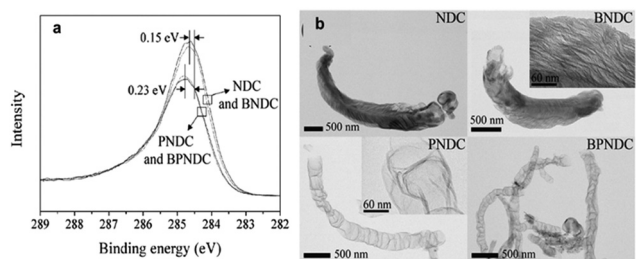 a
0.15 eV
0.23 eV
NDC
and BNDC
PNDC
and BPNDC
Intensity
289 288 287 286 285 284 283 282
Binding energy (eV)
b
NDC
500 nm
BNDC
60 nm
500 nm
PNDC
60 nm
500 nm
BPNDC
500 nm